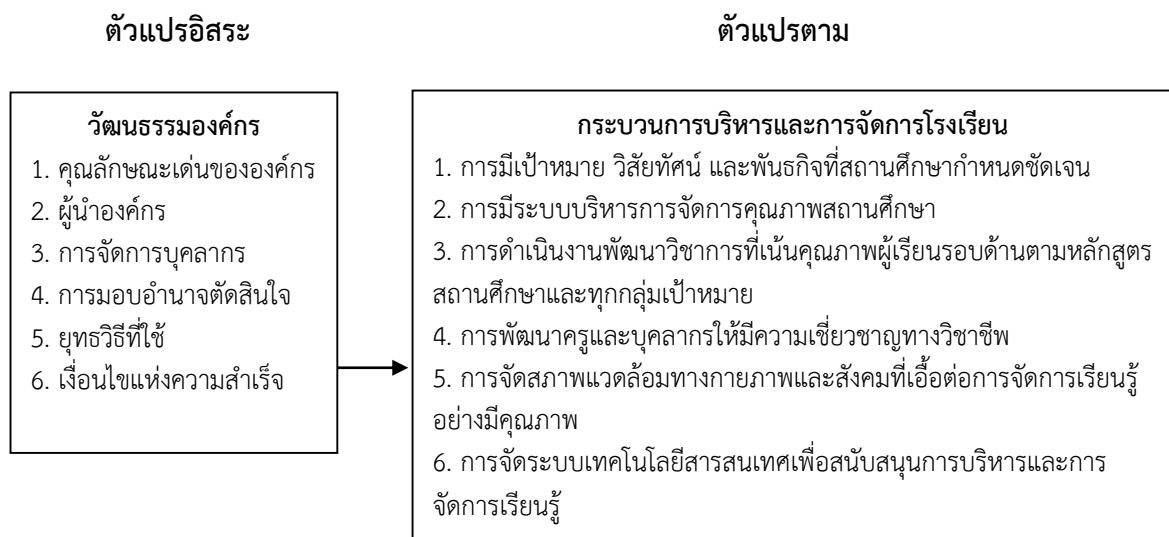 ตัวแปรอิสระ
ตัวแปรตาม
วัฒนธรรมองค์กร
1. คุณลักษณะเด่นขององค์กร
2. ผู้นำองค์กร
3. การจัดการบุคลากร
4. การมอบอำนาจตัดสินใจ
5. ยุทธวิธีที่ใช้
6. เงื่อนไขแห่งความสำเร็จ
กระบวนการบริหารและการจัดการโรงเรียน
1. การมีเป้าหมาย วิสัยทัศน์ และพันธกิจที่สถานศึกษากำหนดชัดเจน
2. การมีระบบบริหารการจัดการคุณภาพสถานศึกษา
3. การดำเนินงานพัฒนาวิชาการที่เน้นคุณภาพผู้เรียนรอบด้านตามหลักสูตร
สถานศึกษาและทุกกลุ่มเป้าหมาย
4. การพัฒนาครูและบุคลากรให้มีความเชี่ยวชาญทางวิชาชีพ
5. การจัดสภาพแวดล้อมทางกายภาพและสังคมที่เอื้อต่อการจัดการเรียนรู้
อย่างมีคุณภาพ
6. การจัดระบบเทคโนโลยีสารสนเทศเพื่อสนับสนุนการบริหารและการ
จัดการเรียนรู้